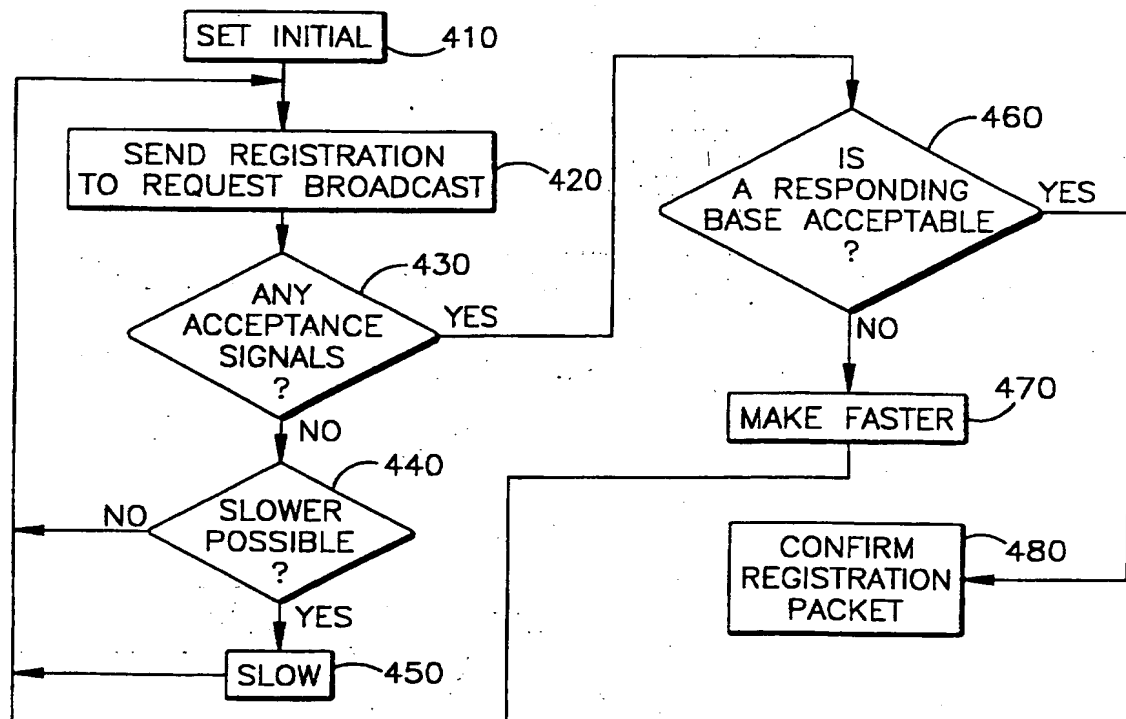 SET INITIAL
410
SEND REGISTRATION
TO REQUEST BROADCAST
420
ANY
ACCEPTANCE
SIGNALS
?
430
YES
NO
SLOWER
POSSIBLE
?
440
NO
YES
SLOW
450
IS
A RESPONDING
BASE ACCEPTABLE
?
460
YES
NO
MAKE FASTER
470
CONFIRM
REGISTRATION
PACKET
480